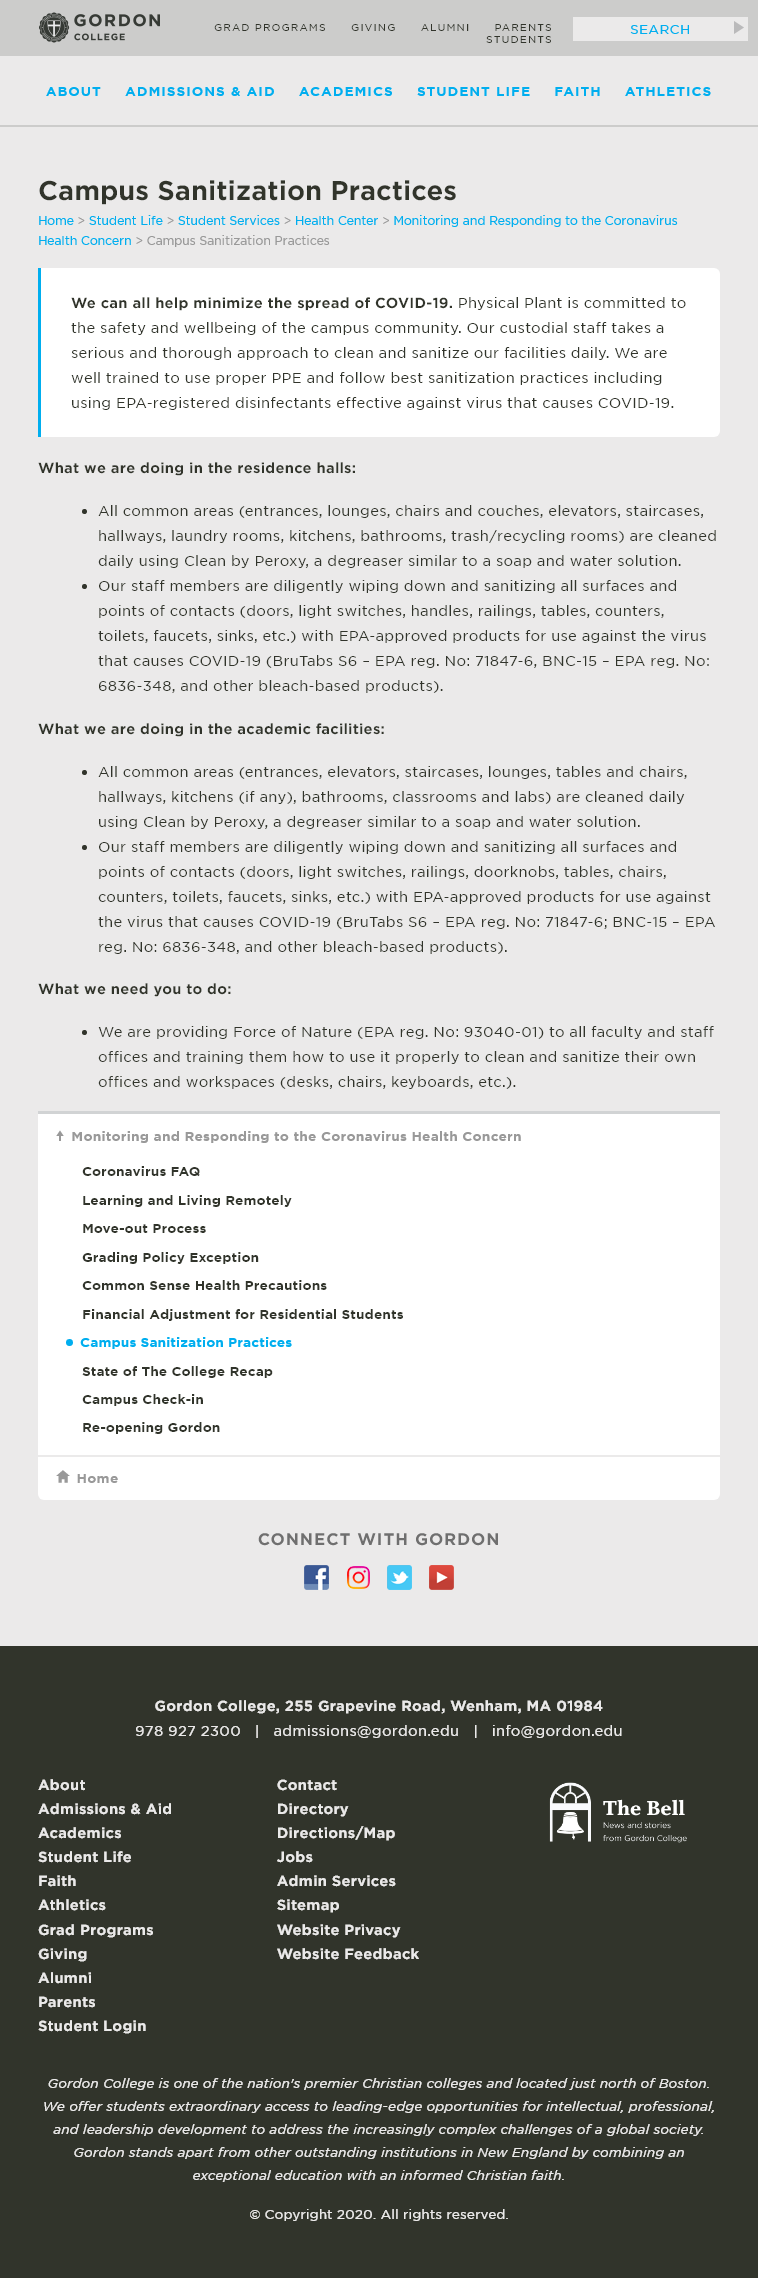 GORDON
COLLEGE
GRAD PROGRAMS GIVING ALUMNI PARENTS
STUDENTS
SEARCH
ABOUT ADMISSIONS & AID ACADEMICS STUDENT LIFE FAITH ATHLETICS
Campus Sanitization Practices
Home > Student Life > Student Services > Health Center > Monitoring and Responding to the Coronavirus
Health Concern > Campus Sanitization Practices
We can all help minimize the spread of COVID-19. Physical Plant is committed to
the safety and wellbeing of the campus community. Our custodial staff takes a
serious and thorough approach to clean and sanitize our facilities daily. We are
well trained to use proper PPE and follow best sanitization practices including
using EPA-registered disinfectants effective against virus that causes COVID-19.
What we are doing in the residence halls:
• All common areas (entrances, lounges, chairs and couches, elevators, staircases,
hallways, laundry rooms, kitchens, bathrooms, trash/recycling rooms) are cleaned
daily using Clean by Peroxy, a degreaser similar to a soap and water solution.
• Our staff members are diligently wiping down and sanitizing all surfaces and
points of contacts (doors, light switches, handles, railings, tables, counters,
toilets, faucets, sinks, etc.) with EPA-approved products for use against the virus
that causes COVID-19 (BruTabs S6 – EPA reg. No: 71847-6, BNC-15 – EPA reg. No:
6836-348, and other bleach-based products).
What we are doing in the academic facilities:
• All common areas (entrances, elevators, staircases, lounges, tables and chairs,
hallways, kitchens (if any), bathrooms, classrooms and labs) are cleaned daily
using Clean by Peroxy, a degreaser similar to a soap and water solution.
• Our staff members are diligently wiping down and sanitizing all surfaces and
points of contacts (doors, light switches, railings, doorknobs, tables, chairs,
counters, toilets, faucets, sinks, etc.) with EPA-approved products for use against
the virus that causes COVID-19 (BruTabs S6 – EPA reg. No: 71847-6; BNC-15 – EPA
reg. No: 6836-348, and other bleach-based products).
What we need you to do:
• We are providing Force of Nature (EPA reg. No: 93040-01) to all faculty and staff
offices and training them how to use it properly to clean and sanitize their own
offices and workspaces (desks, chairs, keyboards, etc.).
Monitoring and Responding to the Coronavirus Health Concern
Coronavirus FAQ
Learning and Living Remotely
Move-out Process
Grading Policy Exception
Common Sense Health Precautions
Financial Adjustment for Residential Students
• Campus Sanitization Practices
State of The College Recap
Campus Check-in
Re-opening Gordon
Home
CONNECT WITH GORDON
Gordon College, 255 Grapevine Road, Wenham, MA 01984
978 927 2300 | admissions@gordon.edu | info@gordon.edu
About
Admissions & Aid
Academics
Student Life
Faith
Athletics
Grad Programs
Giving
Alumni
Parents
Student Login
Contact
Directory
Directions/Map
Jobs
Admin Services
Sitemap
Website Privacy
Website Feedback
The Bell
News and stories
from Gordon College
Gordon College is one of the nation's premier Christian colleges and located just north of Boston.
We offer students extraordinary access to leading-edge opportunities for intellectual, professional,
and leadership development to address the increasingly complex challenges of a global society.
Gordon stands apart from other outstanding institutions in New England by combining an
exceptional education with an informed Christian faith.
© Copyright 2020. All rights reserved.